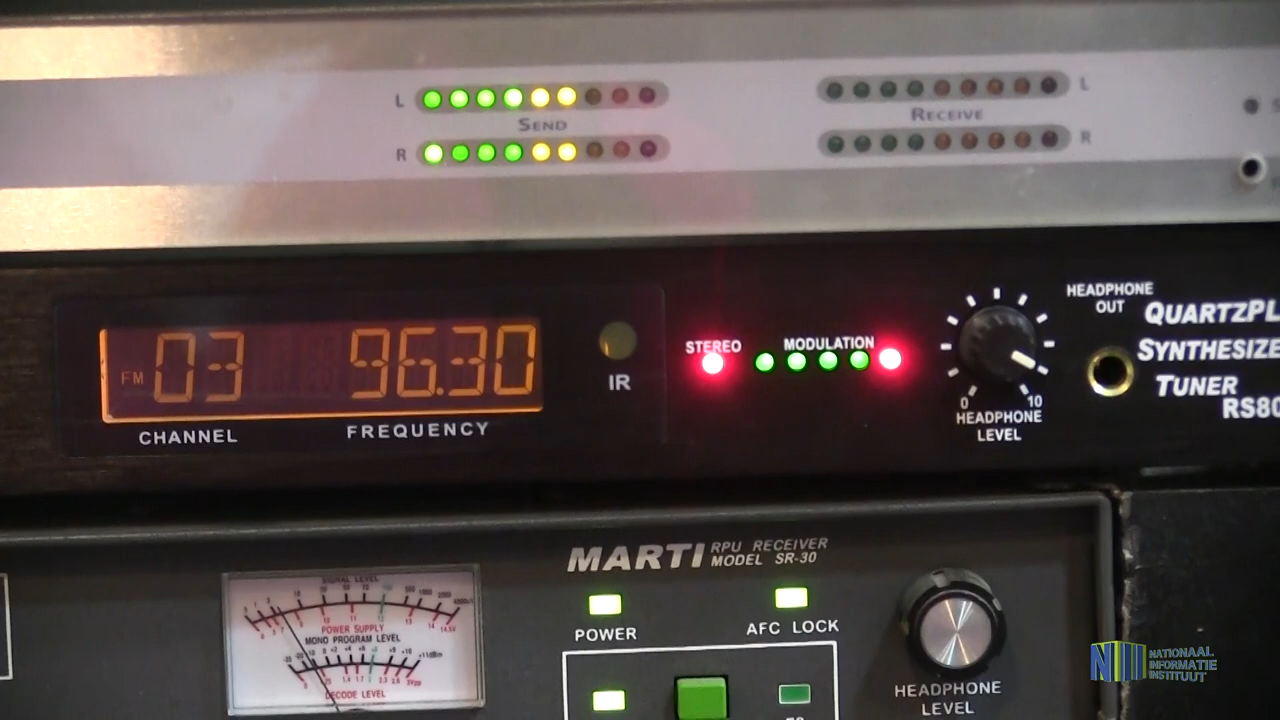 L
SEND
R
RECEIVE
L
R
FM 03 96.30
CHANNEL
FREQUENCY
IR
STEREO
MODULATION
0
10
HEADPHONE
LEVEL
HEADPHONE
OUT
QUARTZPL
SYNTHESIZE
TUNER
RS80
MARTI
RPU RECEIVER
MODEL SR-30
SIGNAL LEVEL
POWER SUPPLY
MONO PROGRAM LEVEL
DECODE LEVEL
POWER
AFC LOCK
HEADPHONE
LEVEL
NATIONAAL
INFORMATIE
INSTITUUT